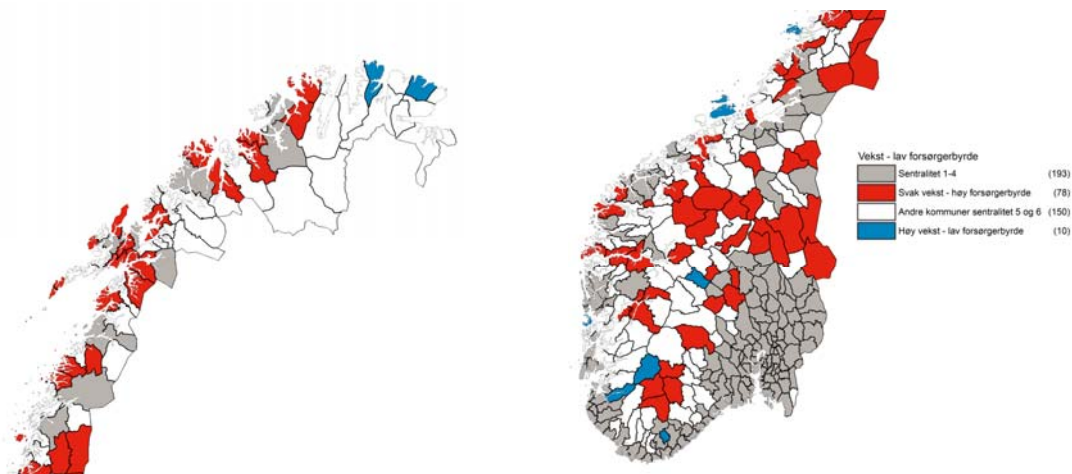 Vekst - lav forsørgerbyrde
Sentralitet 1-4 (193)
Svak vekst - høy forsørgerbyrde (78)
Andre kommuner sentralitet 5 og 6 (150)
Høy vekst - lav forsørgerbyrde (10)